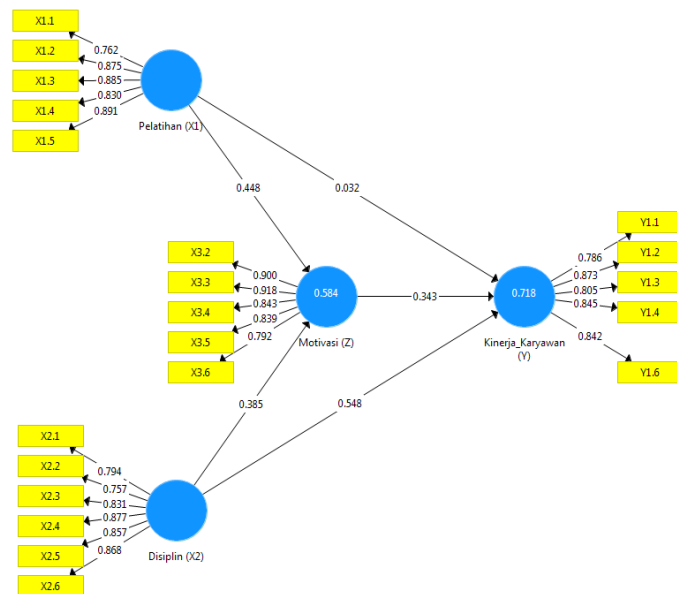 X1.1
X1.2
X1.3
X1.4
X1.5
0.762
0.875
0.885
0.830
0.891
Pelatihan (X1)
0.448
0.032
X3.2
X3.3
X3.4
X3.5
X3.6
0.900
0.918
0.843
0.839
0.792
0.584
Motivasi (Z)
0.343
0.718
Kinerja_Karyawan
(Y)
0.786
0.873
0.805
0.845
0.842
Y1.1
Y1.2
Y1.3
Y1.4
Y1.6
0.385
0.548
X2.1
X2.2
X2.3
X2.4
X2.5
X2.6
0.794
0.757
0.831
0.877
0.857
0.868
Disiplin (X2)